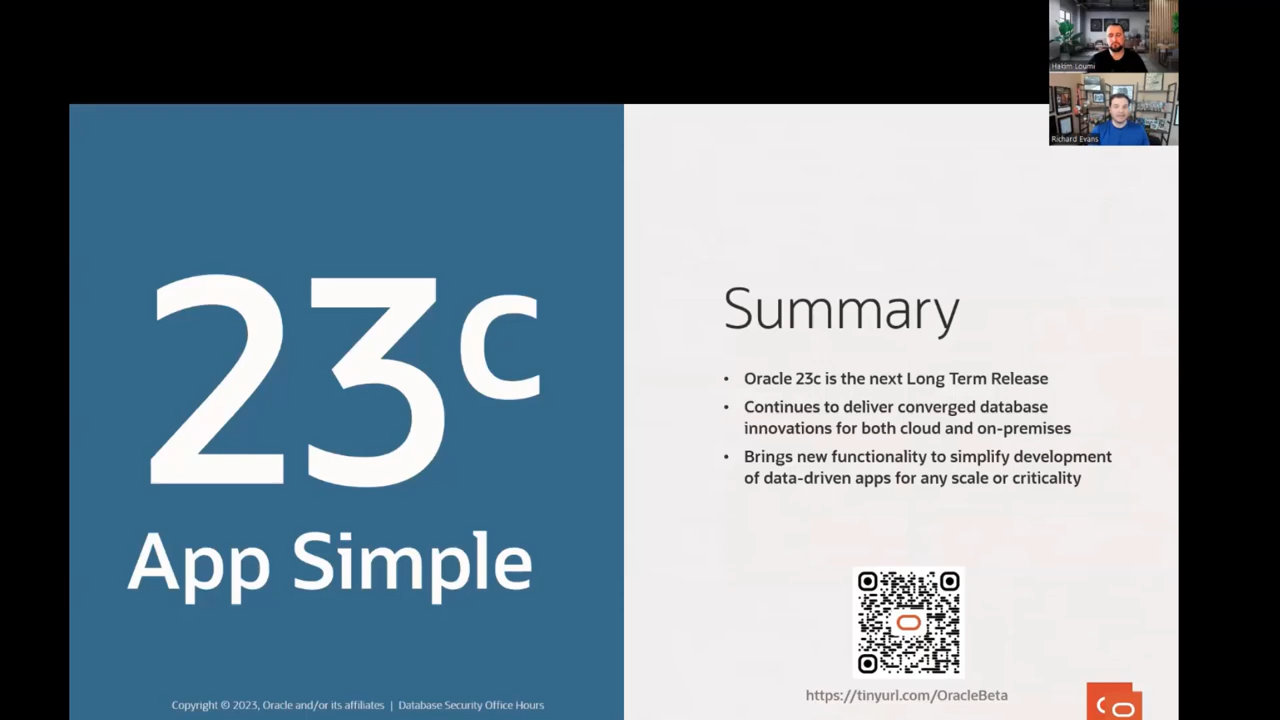 Hakim Loumi
Richard Evans
23c
App Simple
Copyright © 2023, Oracle and/or its affiliates | Database Security Office Hours
Summary
• Oracle 23c is the next Long Term Release
• Continues to deliver converged database
innovations for both cloud and on-premises
• Brings new functionality to simplify development
of data-driven apps for any scale or criticality
https://tinyurl.com/OracleBeta